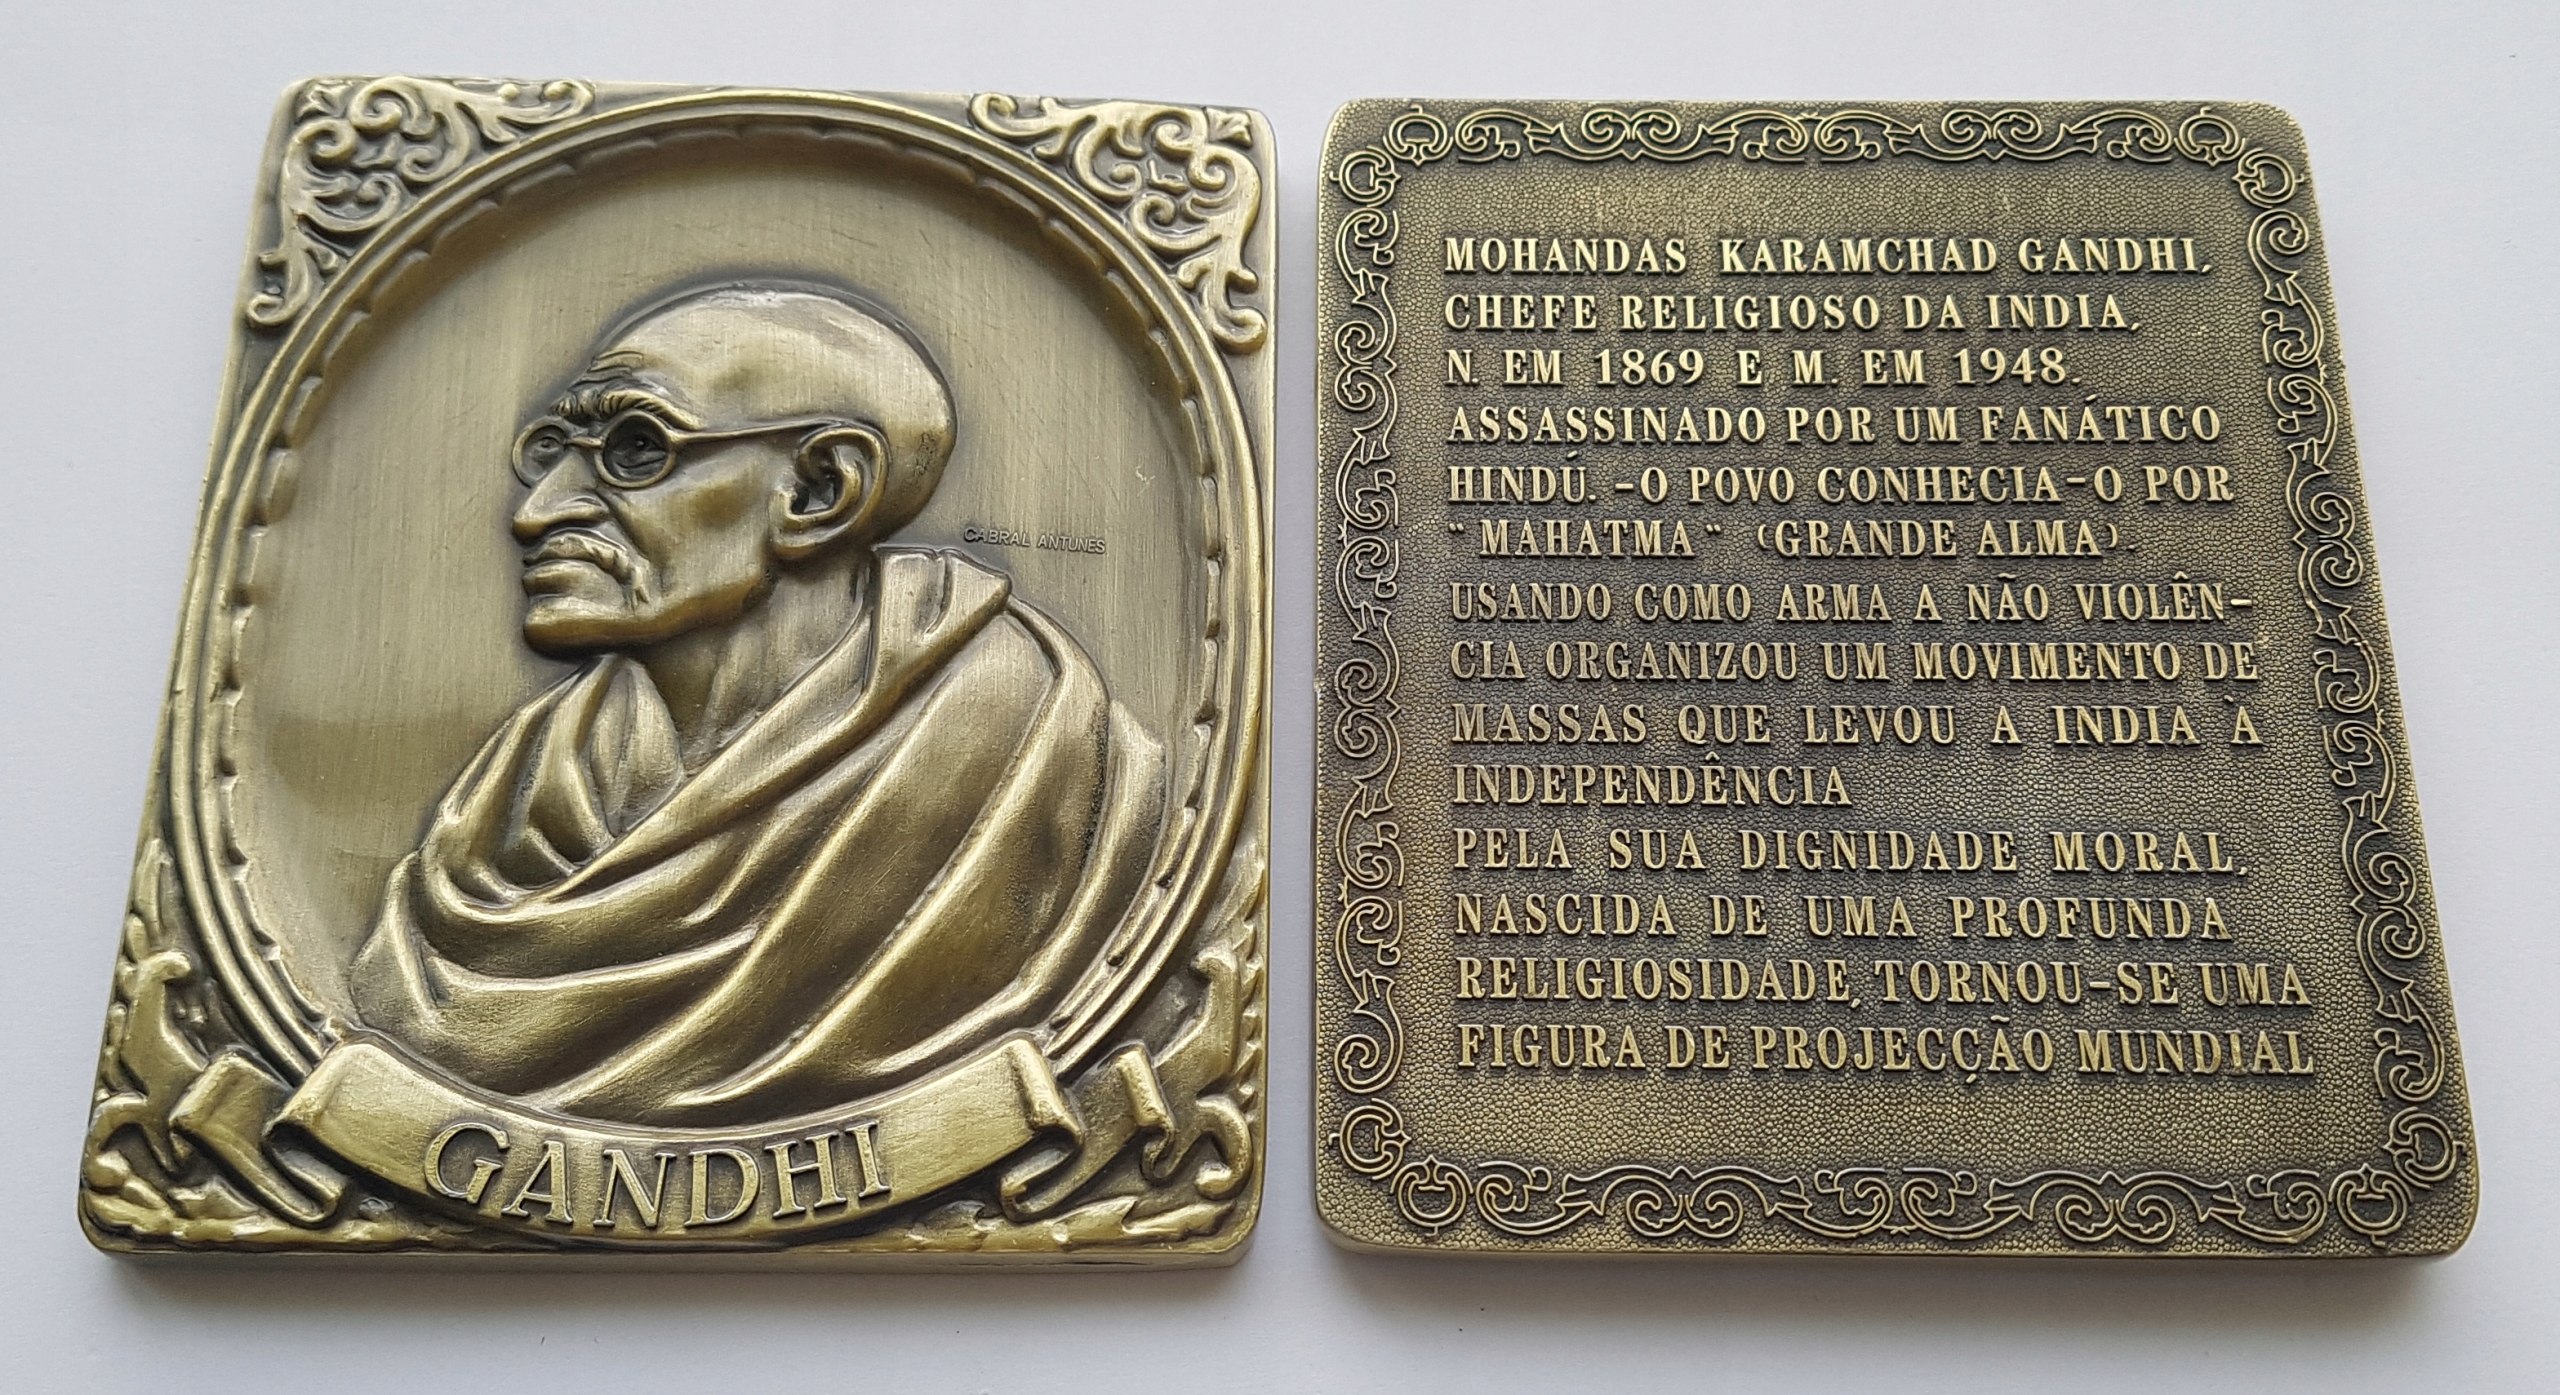 CABRAL ANTUNES
GANDHI
MOHANDAS KARAMCHAD GANDHI,
CHEFE RELIGIOSO DA INDIA,
N. EM 1869 E M. EM 1948.
ASSASSINADO POR UM FANÁTICO
HINDÚ. -O POVO CONHECIA-O POR
"MAHATMA" (GRANDE ALMA).
USANDO COMO ARMA A NÃO VIOLÊN-
CIA ORGANIZOU UM MOVIMENTO DE
MASSAS QUE LEVOU A INDIA À
INDEPENDÊNCIA
PELA SUA DIGNIDADE MORAL,
NASCIDA DE UMA PROFUNDA
RELIGIOSIDADE, TORNOU-SE UMA
FIGURA DE PROJECÇÃO MUNDIAL